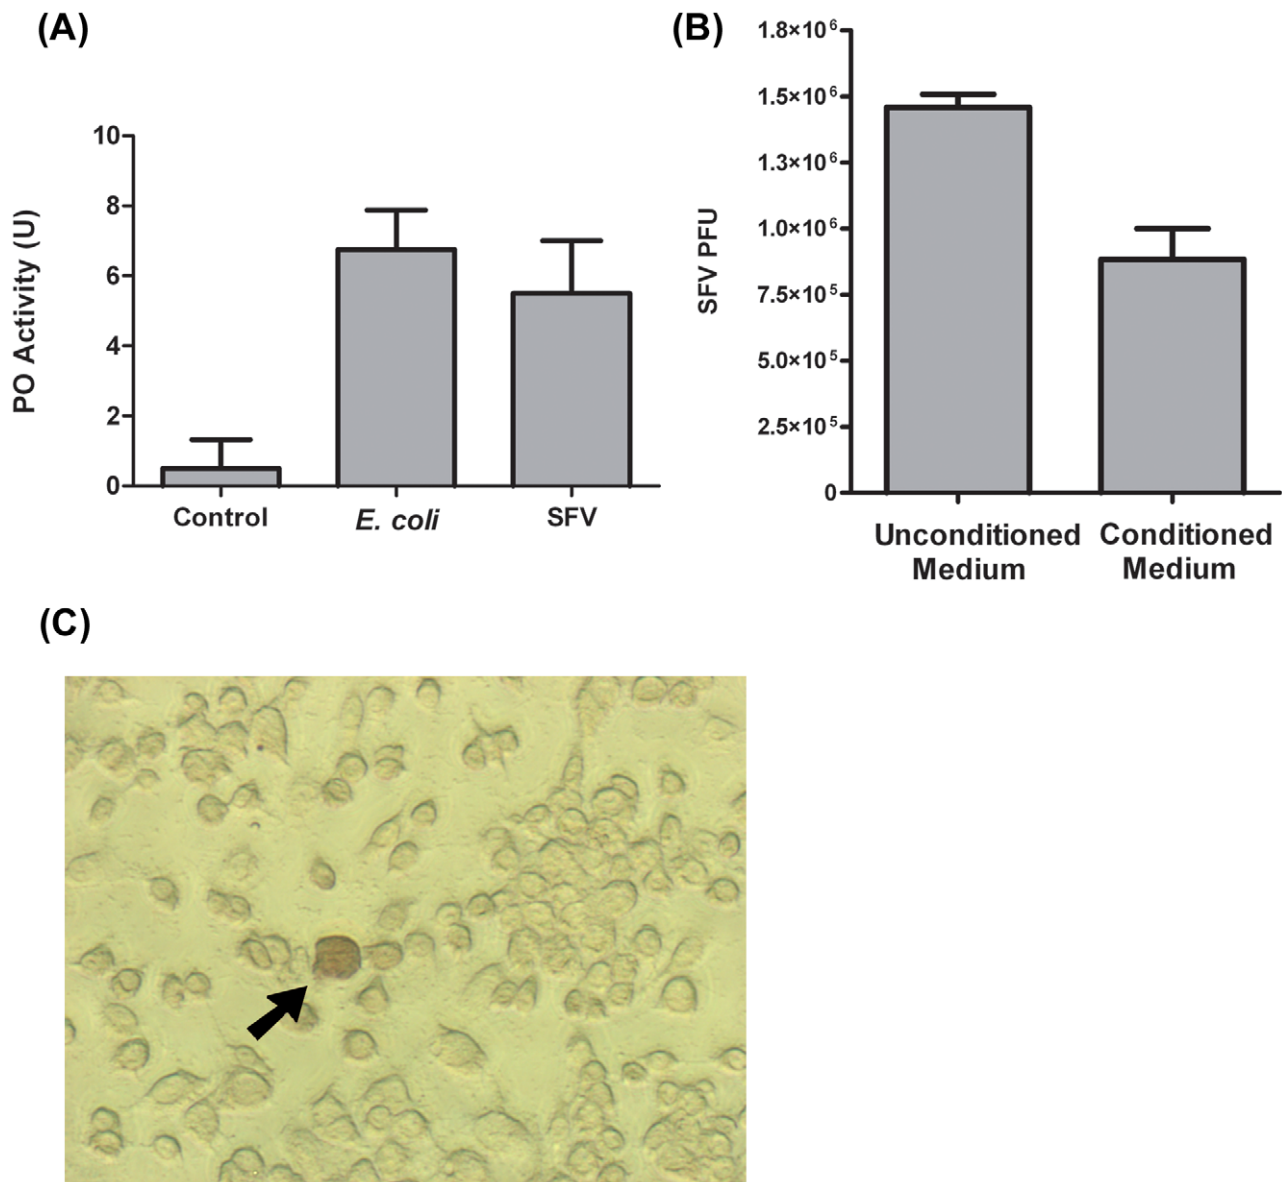 (A)
PO Activity (U)
10
8
6
4
2
0
Control
E. coli
SFV
(B)
SFV PFU
1.8×10⁶
1.5×10⁶
1.3×10⁶
1.0×10⁶
7.5×10⁵
5.0×10⁵
2.5×10⁵
0
Unconditioned
Medium
Conditioned
Medium
(C)